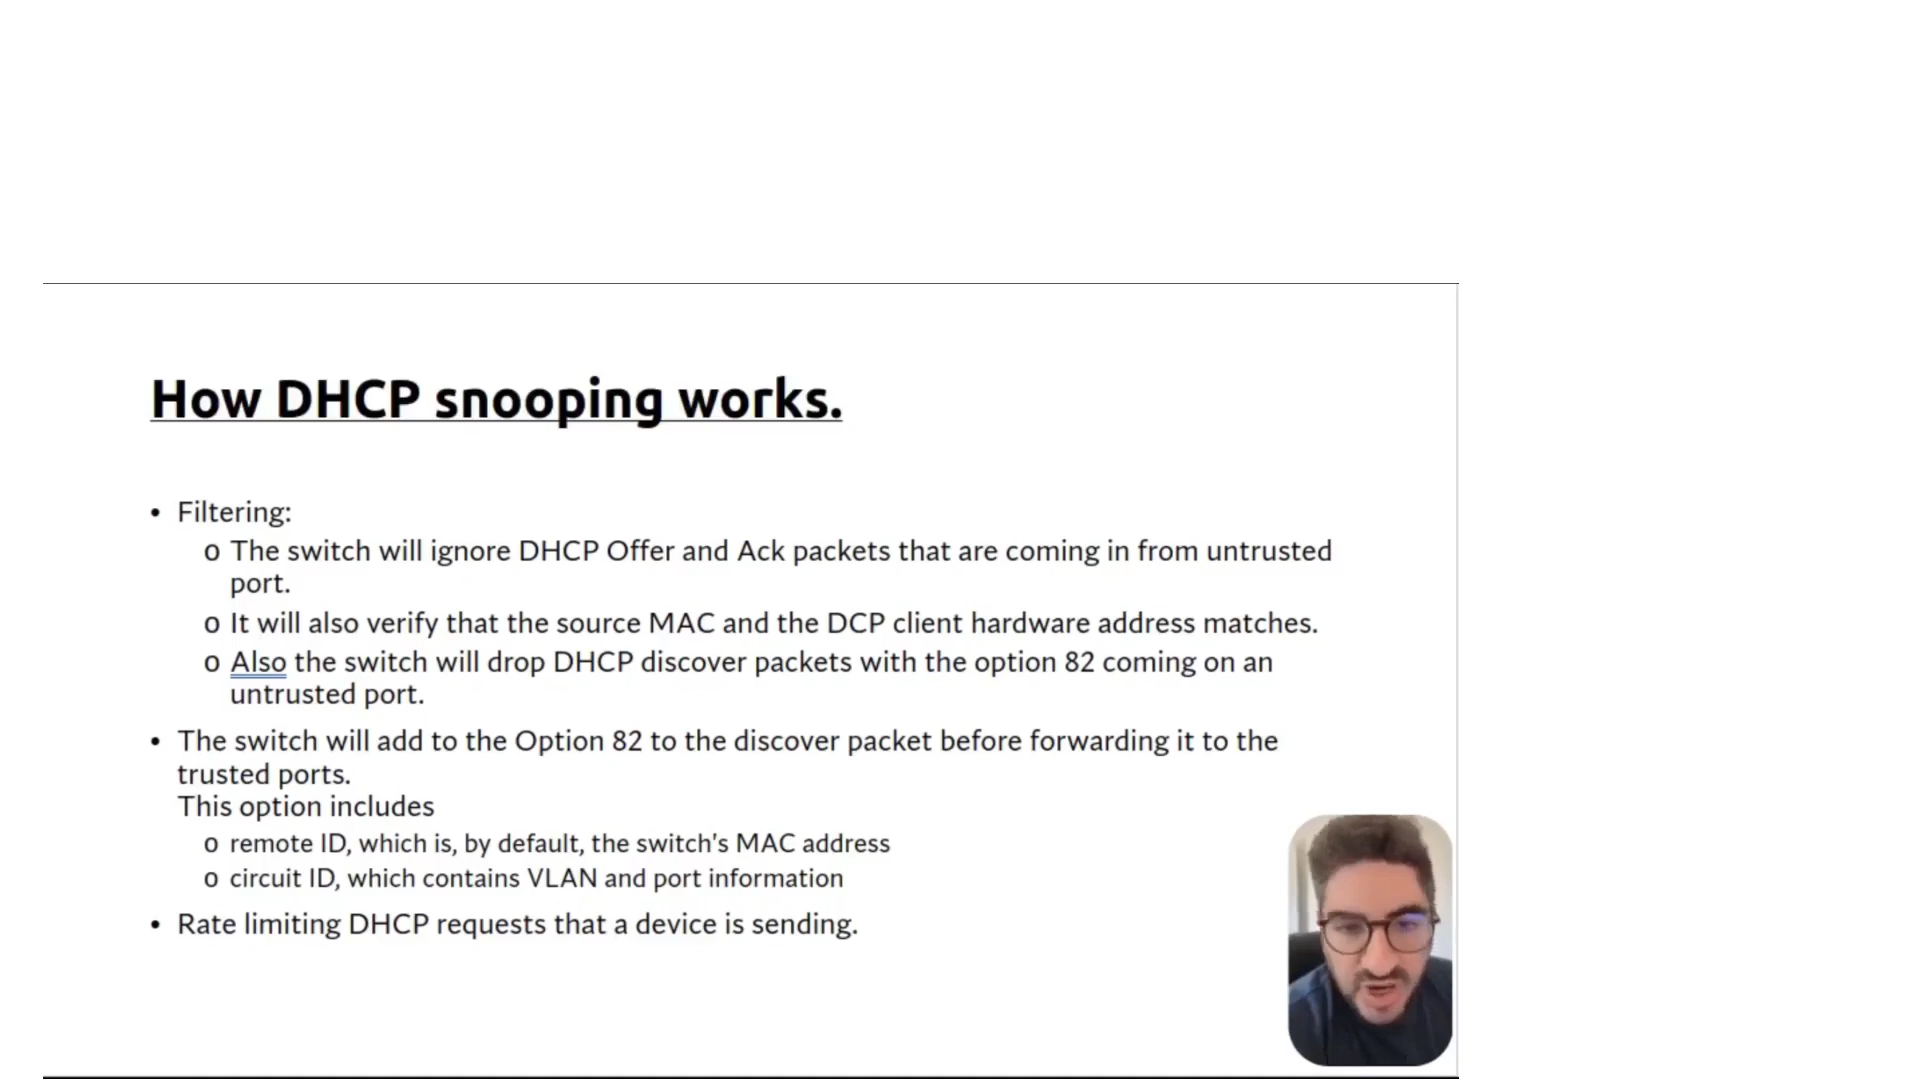 How DHCP snooping works.
• Filtering:
o The switch will ignore DHCP Offer and Ack packets that are coming in from untrusted
port.
o It will also verify that the source MAC and the DCP client hardware address matches.
o Also the switch will drop DHCP discover packets with the option 82 coming on an
untrusted port.
• The switch will add to the Option 82 to the discover packet before forwarding it to the
trusted ports.
This option includes
o remote ID, which is, by default, the switch's MAC address
o circuit ID, which contains VLAN and port information
• Rate limiting DHCP requests that a device is sending.